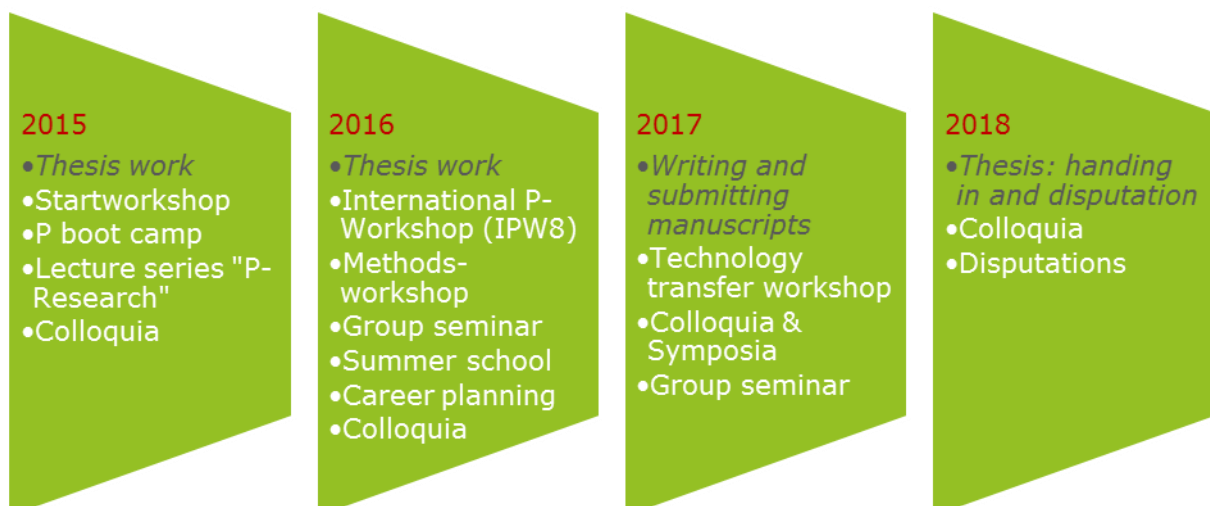 2015
•Thesis work
•Startworkshop
•P boot camp
•Lecture series "P-
Research"
•Colloquia
2016
•Thesis work
•International P-
Workshop (IPW8)
•Methods-
workshop
•Group seminar
•Summer school
•Career planning
•Colloquia
2017
•Writing and
submitting
manuscripts
•Technology
transfer workshop
•Colloquia &
Symposia
•Group seminar
2018
•Thesis: handing
in and disputation
•Colloquia
•Disputations